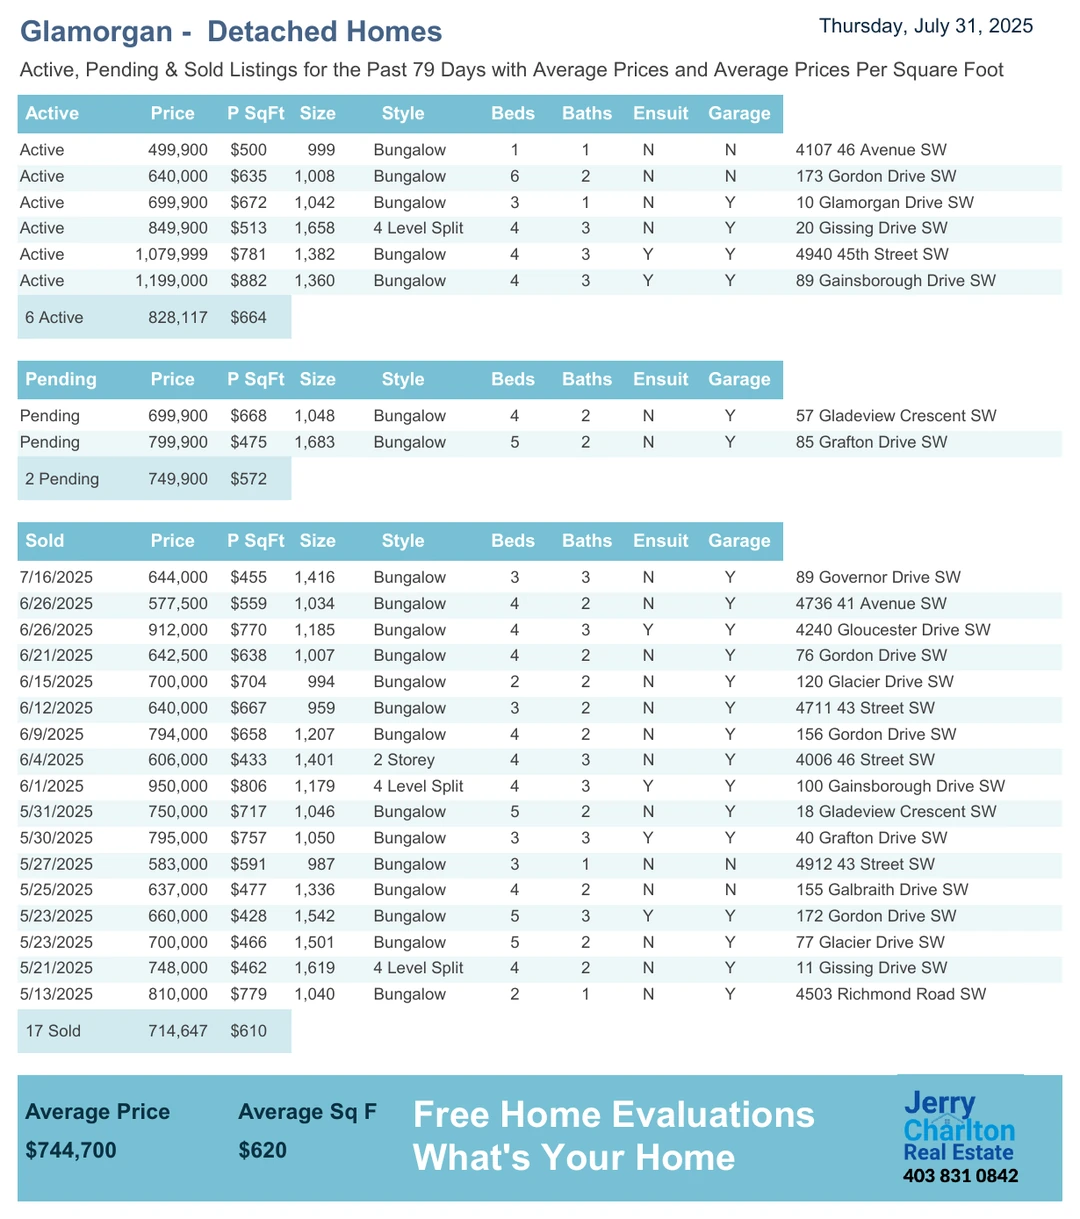 Glamorgan - Detached Homes
Thursday, July 31, 2025
Active, Pending & Sold Listings for the Past 79 Days with Average Prices and Average Prices Per Square Foot
Active Price P SqFt Size Style Beds Baths Ensuit Garage
Active 499,900 $500 999 Bungalow 1 1 N N 4107 46 Avenue SW
Active 640,000 $635 1,008 Bungalow 6 2 N N 173 Gordon Drive SW
Active 699,900 $672 1,042 Bungalow 3 1 N Y 10 Glamorgan Drive SW
Active 849,900 $513 1,658 4 Level Split 4 3 N Y 20 Gissing Drive SW
Active 1,079,999 $781 1,382 Bungalow 4 3 Y Y 4940 45th Street SW
Active 1,199,000 $882 1,360 Bungalow 4 3 Y Y 89 Gainsborough Drive SW
6 Active 828,117 $664
Pending Price P SqFt Size Style Beds Baths Ensuit Garage
Pending 699,900 $668 1,048 Bungalow 4 2 N Y 57 Gladeview Crescent SW
Pending 799,900 $475 1,683 Bungalow 5 2 N Y 85 Grafton Drive SW
2 Pending 749,900 $572
Sold Price P SqFt Size Style Beds Baths Ensuit Garage
7/16/2025 644,000 $455 1,416 Bungalow 3 3 N Y 89 Governor Drive SW
6/26/2025 577,500 $559 1,034 Bungalow 4 2 N Y 4736 41 Avenue SW
6/26/2025 912,000 $770 1,185 Bungalow 4 3 Y Y 4240 Gloucester Drive SW
6/21/2025 642,500 $638 1,007 Bungalow 4 2 N Y 76 Gordon Drive SW
6/15/2025 700,000 $704 994 Bungalow 2 2 N Y 120 Glacier Drive SW
6/12/2025 640,000 $667 959 Bungalow 3 2 N Y 4711 43 Street SW
6/9/2025 794,000 $658 1,207 Bungalow 4 2 N Y 156 Gordon Drive SW
6/4/2025 606,000 $433 1,401 2 Storey 4 3 N Y 4006 46 Street SW
6/1/2025 950,000 $806 1,179 4 Level Split 4 3 Y Y 100 Gainsborough Drive SW
5/31/2025 750,000 $717 1,046 Bungalow 5 2 N Y 18 Gladeview Crescent SW
5/30/2025 795,000 $757 1,050 Bungalow 3 3 Y Y 40 Grafton Drive SW
5/27/2025 583,000 $591 987 Bungalow 3 1 N N 4912 43 Street SW
5/25/2025 637,000 $477 1,336 Bungalow 4 2 N N 155 Galbraith Drive SW
5/23/2025 660,000 $428 1,542 Bungalow 5 3 Y Y 172 Gordon Drive SW
5/23/2025 700,000 $466 1,501 Bungalow 5 2 N Y 77 Glacier Drive SW
5/21/2025 748,000 $462 1,619 4 Level Split 4 2 N Y 11 Gissing Drive SW
5/13/2025 810,000 $779 1,040 Bungalow 2 1 N Y 4503 Richmond Road SW
17 Sold 714,647 $610
Average Price Average Sq F
$744,700 $620
Free Home Evaluations
What's Your Home
Jerry
Charlton
Real Estate
403 831 0842